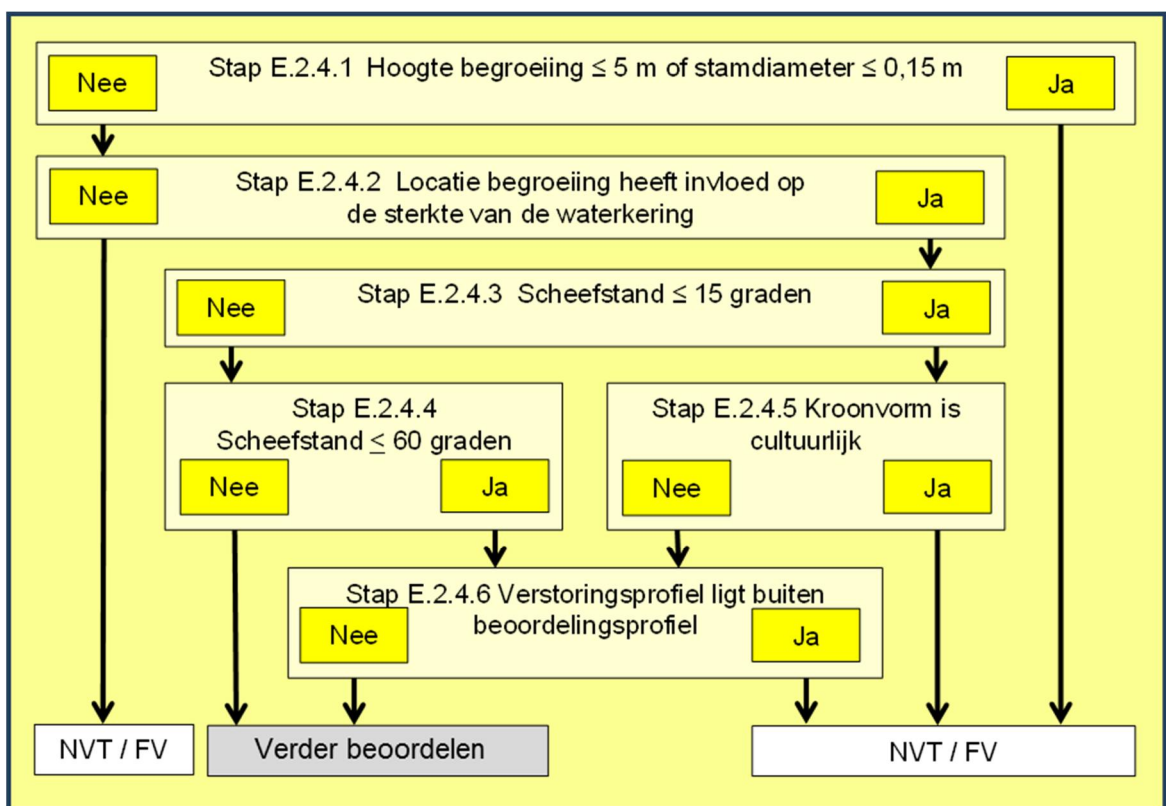 Stap E.2.4.1 Hoogte begroeiing ≤ 5 m of stamdiameter ≤ 0,15 m
Nee
Ja
Stap E.2.4.2 Locatie begroeiing heeft invloed op
de sterkte van de waterkering
Nee
Ja
Stap E.2.4.3 Scheefstand ≤ 15 graden
Nee
Ja
Stap E.2.4.4
Scheefstand ≤ 60 graden
Nee
Ja
Stap E.2.4.5 Kroonvorm is
cultuurlijk
Nee
Ja
Stap E.2.4.6 Verstoringsprofiel ligt buiten
beoordelingsprofiel
Nee
Ja
NVT / FV
Verder beoordelen
NVT / FV